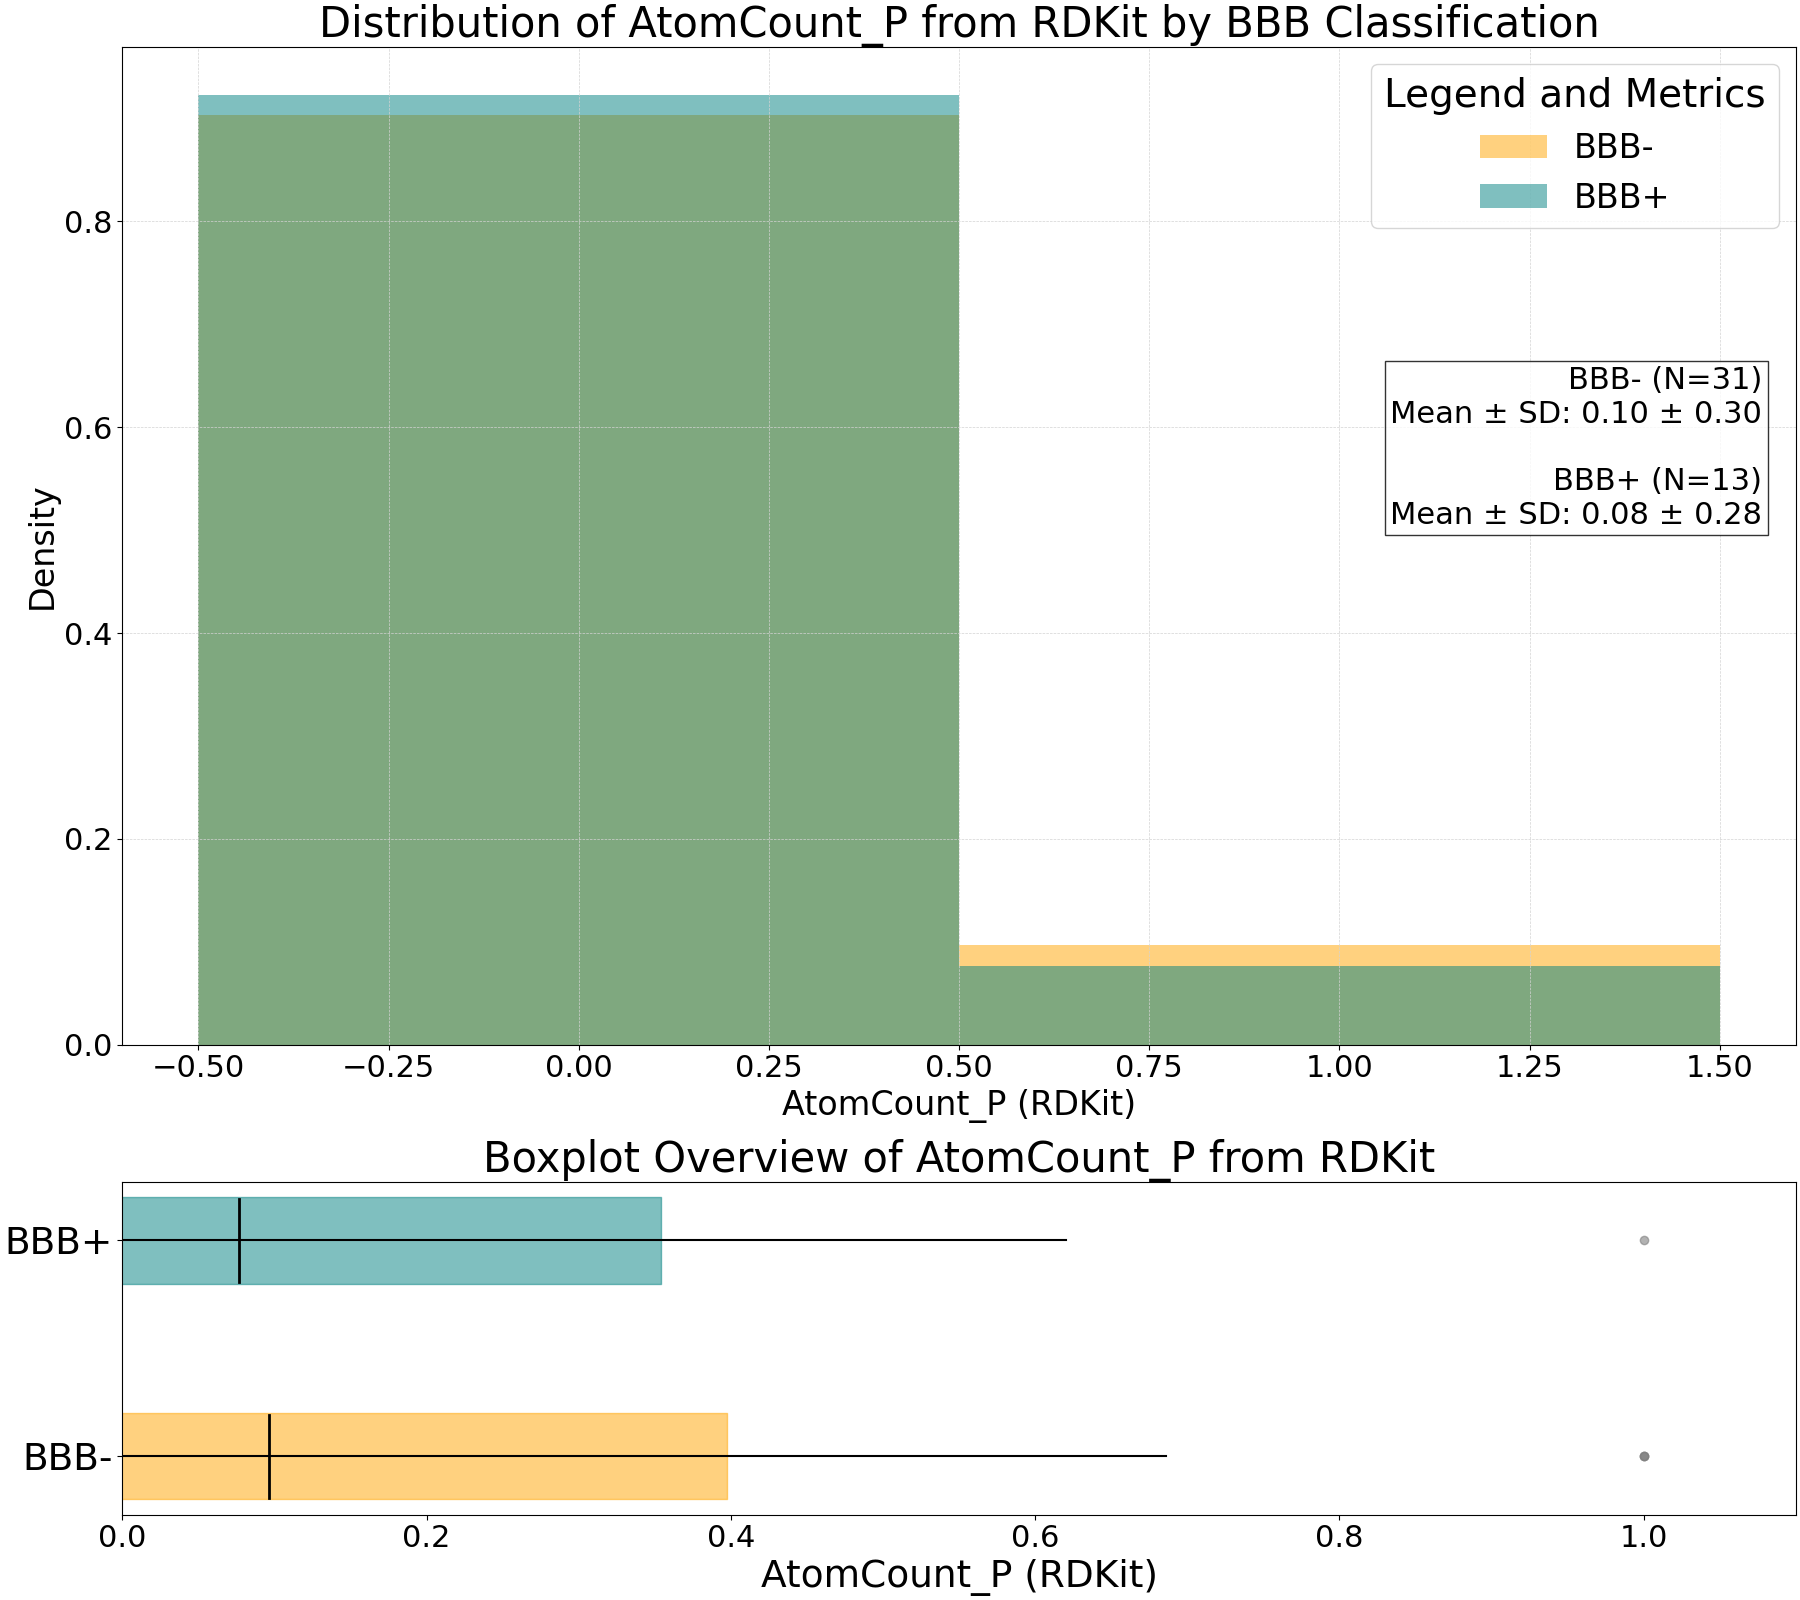 Distribution of AtomCount_P from RDKit by BBB Classification
Legend and Metrics
BBB-
BBB+
BBB- (N=31)
Mean ± SD: 0.10 ± 0.30
BBB+ (N=13)
Mean ± SD: 0.08 ± 0.28
Density
0.8
0.6
0.4
0.2
0.0
−0.50 −0.25 0.00 0.25 0.50 0.75 1.00 1.25 1.50
AtomCount_P (RDKit)
Boxplot Overview of AtomCount_P from RDKit
BBB+
BBB-
0.0 0.2 0.4 0.6 0.8 1.0
AtomCount_P (RDKit)